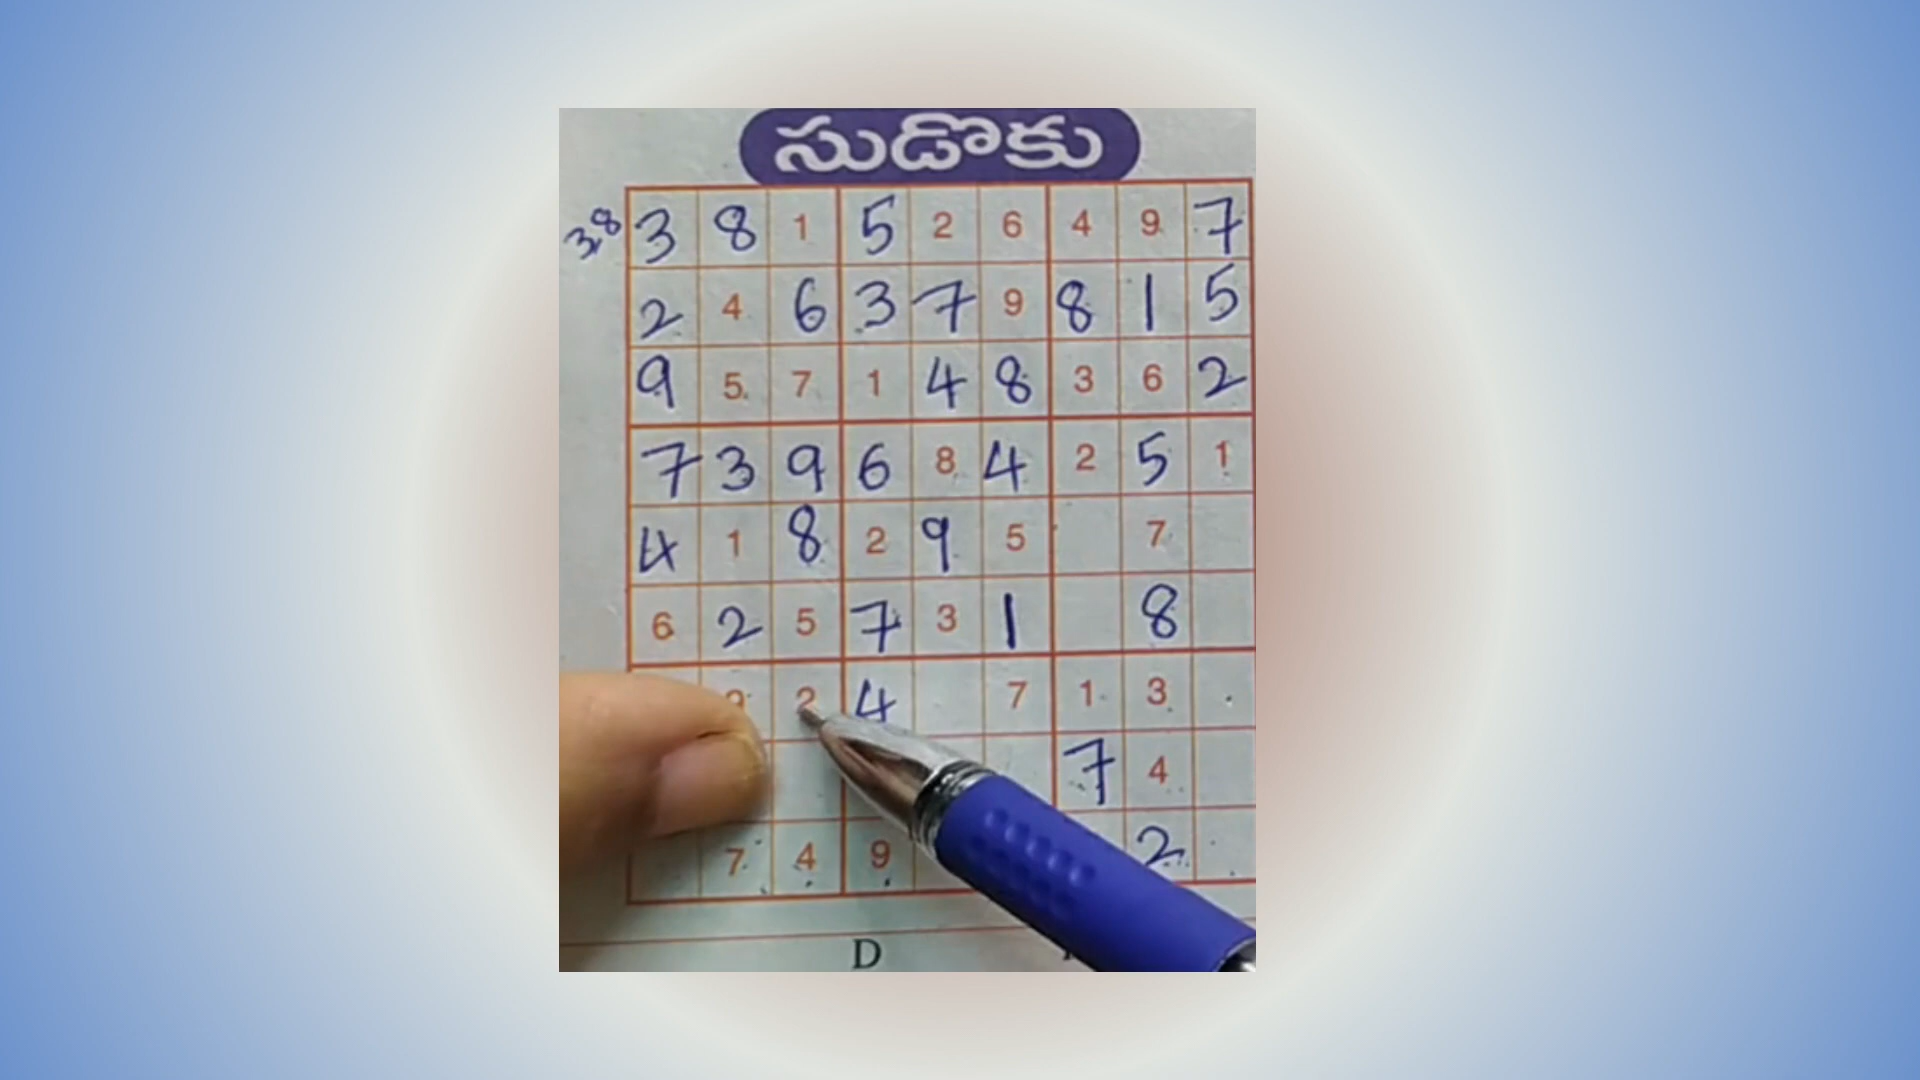 సుడొకు
38
3 8 1 5 2 6 4 9 7
2 4 6 3 7 9 8 1 5
9 5 7 1 4 8 3 6 2
7 3 9 6 8 4 2 5 1
4 1 8 2 9 5 7
6 2 5 7 3 1 8
2 4 7 1 3
7 4
7 4 9 2
D